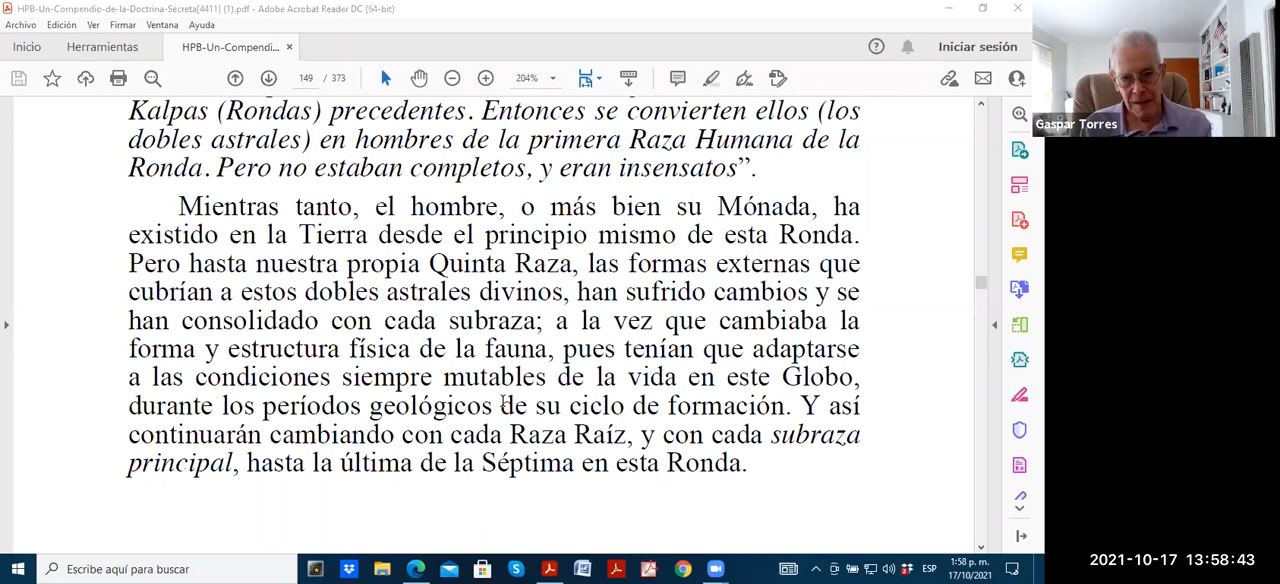 HPB-Un-Compendio-de-la-Doctrina-Secreta[4411] (1).pdf - Adobe Acrobat Reader DC (64-bit)
Archivo Edición Ver Firmar Ventana Ayuda
Inicio Herramientas HPB-Un-Compendi... × Iniciar sesión
149 / 373 204%
Kalpas (Rondas) precedentes. Entonces se convierten ellos (los
dobles astrales) en hombres de la primera Raza Humana de la
Ronda. Pero no estaban completos, y eran insensatos”.
Mientras tanto, el hombre, o más bien su Mónada, ha
existido en la Tierra desde el principio mismo de esta Ronda.
Pero hasta nuestra propia Quinta Raza, las formas externas que
cubrían a estos dobles astrales divinos, han sufrido cambios y se
han consolidado con cada subraza; a la vez que cambiaba la
forma y estructura física de la fauna, pues tenían que adaptarse
a las condiciones siempre mutables de la vida en este Globo,
durante los períodos geológicos de su ciclo de formación. Y así
continuarán cambiando con cada Raza Raíz, y con cada subraza
principal, hasta la última de la Séptima en esta Ronda.
Gaspar Torres
Escribe aquí para buscar
ESP
1:58 p. m.
17/10/2021
2021-10-17 13:58:43